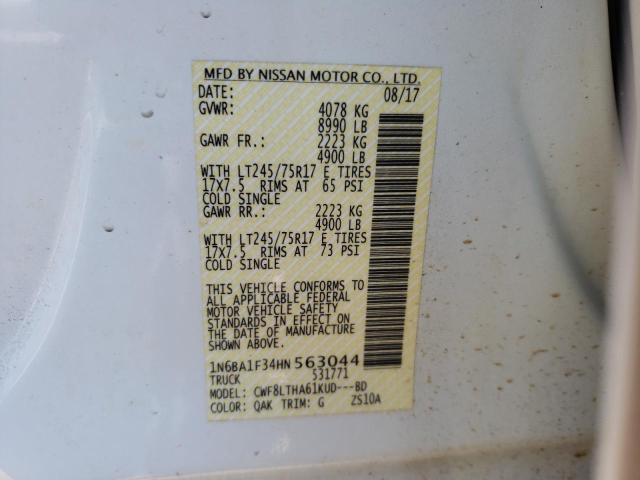 MFD BY NISSAN MOTOR CO., LTD.
DATE: 08/17
GVWR: 4078 KG
8990 LB
GAWR FR.: 2223 KG
4900 LB
WITH LT245/75R17 E TIRES
17X7.5 RIMS AT 65 PSI
COLD SINGLE
GAWR RR.: 2223 KG
4900 LB
WITH LT245/75R17 E TIRES
17X7.5 RIMS AT 73 PSI
COLD SINGLE
THIS VEHICLE CONFORMS TO
ALL APPLICABLE FEDERAL
MOTOR VEHICLE SAFETY
STANDARDS IN EFFECT ON
THE DATE OF MANUFACTURE
SHOWN ABOVE.
1N6BA1F34HN 563044
TRUCK 531771
MODEL: CWF8LTHA61KUD---BD
COLOR: QAK TRIM: G ZS10A